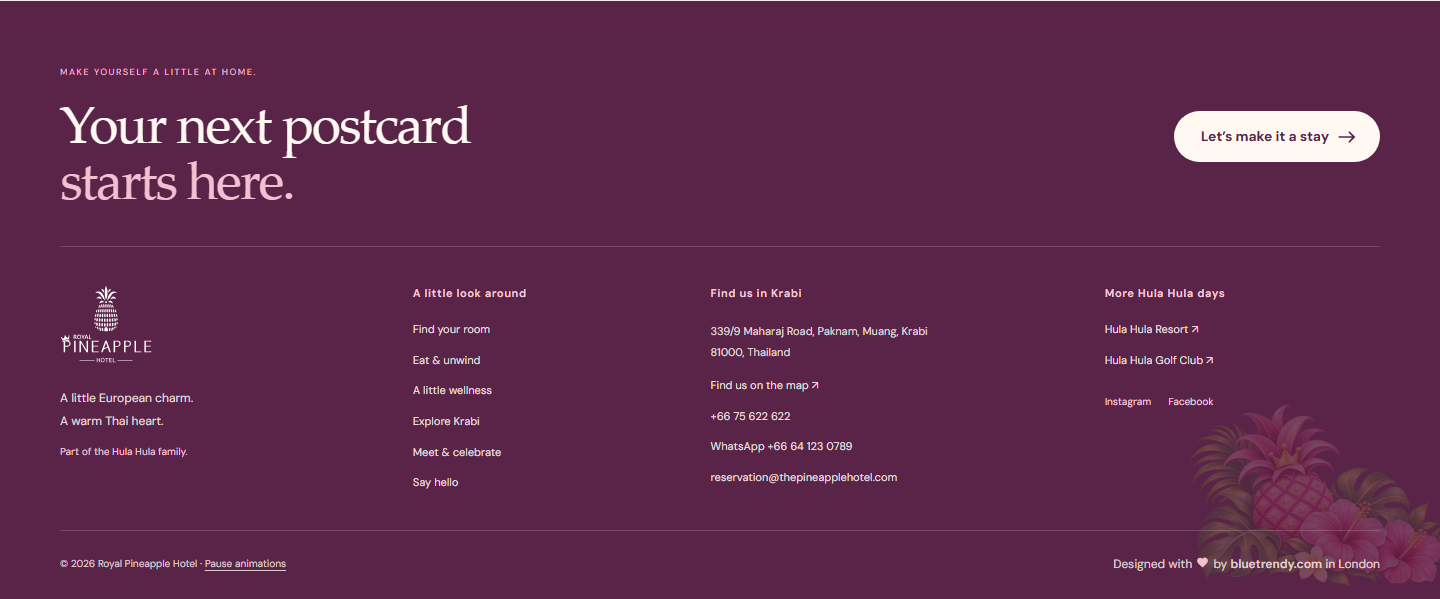 MAKE YOURSELF A LITTLE AT HOME.
Your next postcard
starts here.
Let's make it a stay →
ROYAL
PINEAPPLE
HOTEL
A little European charm.
A warm Thai heart.
Part of the Hula Hula family.
A little look around
Find your room
Eat & unwind
A little wellness
Explore Krabi
Meet & celebrate
Say hello
Find us in Krabi
339/9 Maharaj Road, Paknam, Muang, Krabi
81000, Thailand
Find us on the map ↗
+66 75 622 622
WhatsApp +66 64 123 0789
reservation@thepineapplehotel.com
More Hula Hula days
Hula Hula Resort ↗
Hula Hula Golf Club ↗
Instagram Facebook
© 2026 Royal Pineapple Hotel · Pause animations
Designed with ♥ by bluetrendy.com in London